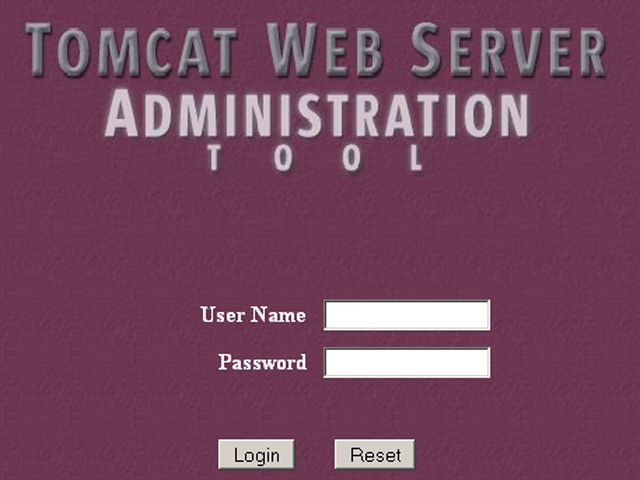 TOMCAT WEB SERVER
ADMINISTRATION
TOOL
User Name
Password
Login Reset